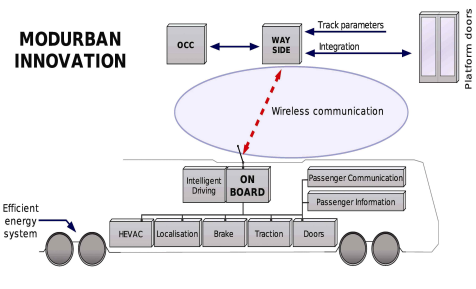 MODURBAN
INNOVATION
OCC
WAY
SIDE
Track parameters
Integration
Platform doors
Wireless communication
Intelligent
Driving
ON
BOARD
Passenger Communication
Passenger Information
Efficient
energy
system
HEVAC
Localisation
Brake
Traction
Doors